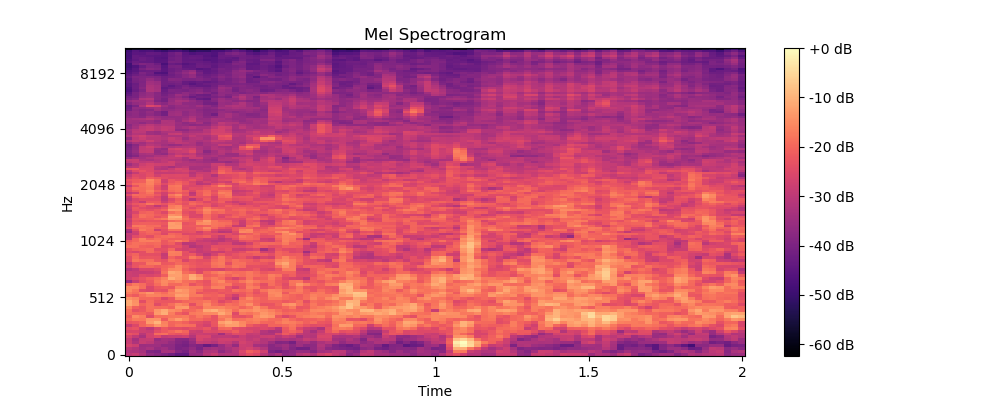 Mel Spectrogram
Hz
8192
4096
2048
1024
512
0
0
0.5
1
1.5
2
Time
+0 dB
-10 dB
-20 dB
-30 dB
-40 dB
-50 dB
-60 dB